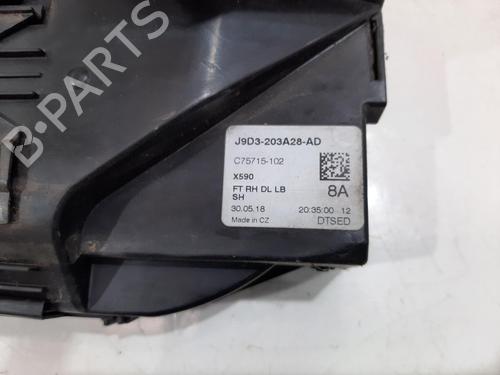 B-PARTS
J9D3-203A28-AD
C75715-102
X590
FT RH DL LB
SH
8A
30.05.18 20:35:00 12
Made in CZ DTSED